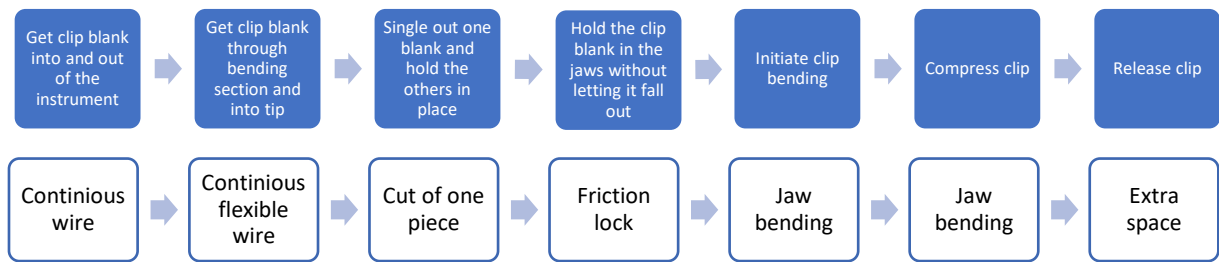 Get clip blank
into and out
of the
instrument
Get clip blank
through
bending
section and
into tip
Single out one
blank and
hold the
others in
place
Hold the clip
blank in the
jaws without
letting it fall
out
Initiate clip
bending
Compress clip
Release clip
Continious
wire
Continious
flexible
wire
Cut of one
piece
Friction
lock
Jaw
bending
Jaw
bending
Extra
space